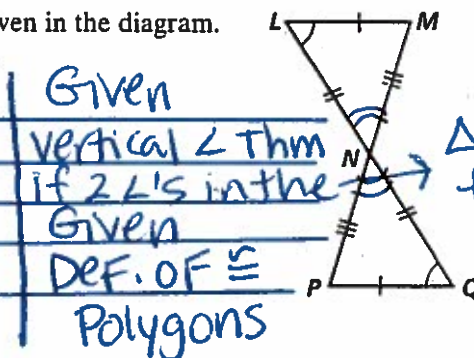 ven in the diagram.
L
M
Given
vertical ∠ Thm
N
if 2 ∠'s in the → Δ
Given
DEF. OF ≅
P
Polygons